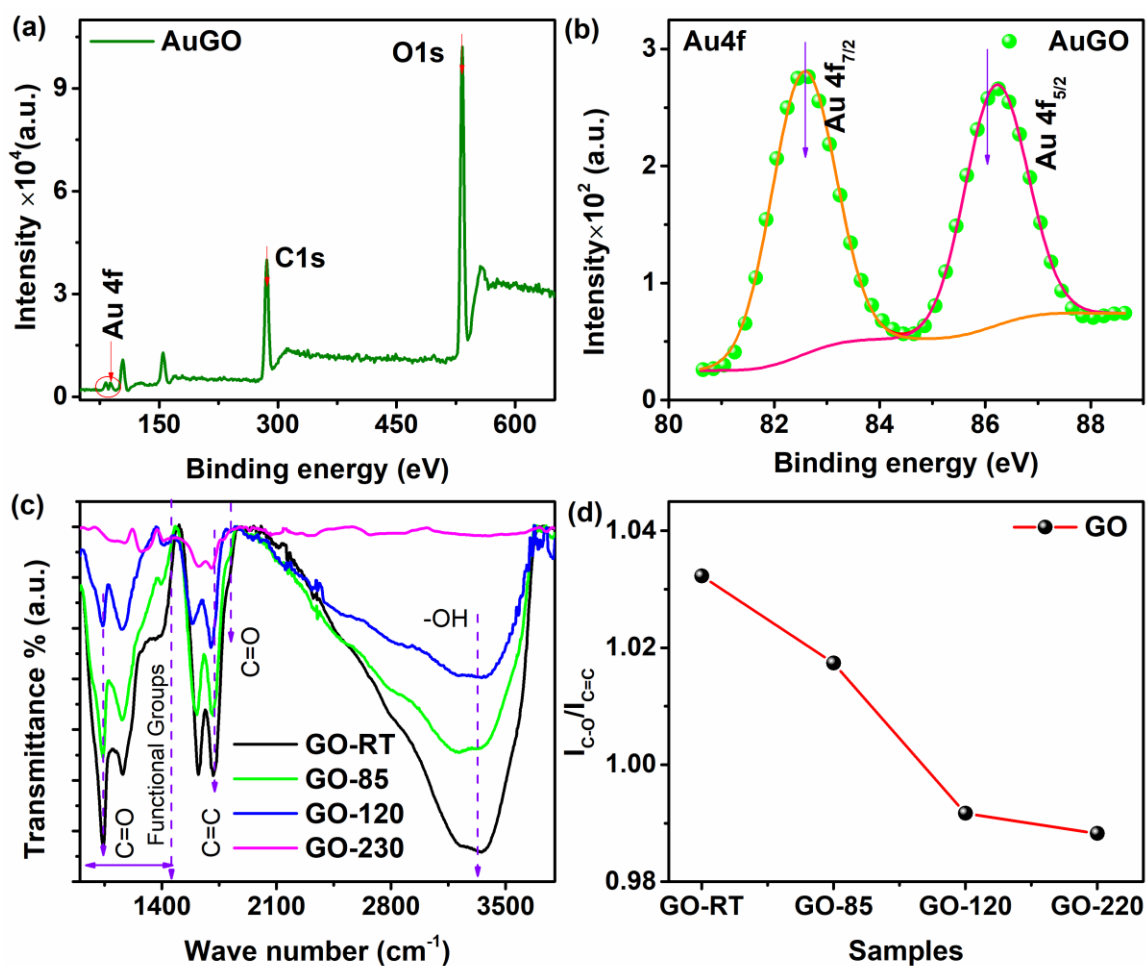 (a)
AuGO
O1s
C1s
Au 4f
9
6
3
0
Intensity ×10⁴(a.u.)
150
300
450
600
Binding energy (eV)
(b)
Au4f
AuGO
Au 4f₇/₂
Au 4f₅/₂
3
2
1
0
Intensity×10² (a.u.)
80
82
84
86
88
Binding energy (eV)
(c)
-OH
C=O
C=O
Functional Groups
C=C
GO-RT
GO-85
GO-120
GO-230
Transmittance % (a.u.)
1400
2100
2800
3500
Wave number (cm⁻¹)
(d)
GO
1.04
1.02
1.00
0.98
I_C-O/I_C=C
GO-RT
GO-85
GO-120
GO-220
Samples